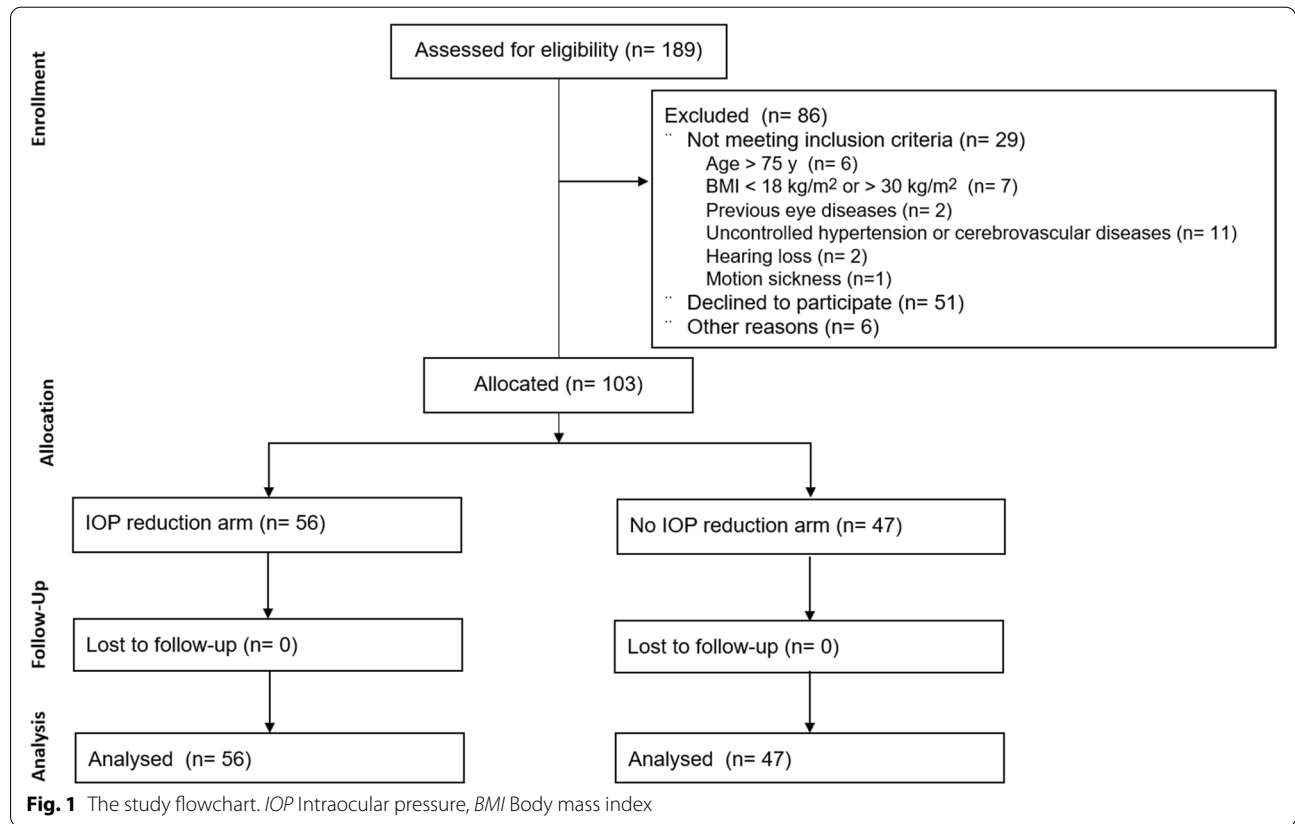 Enrollment
Assessed for eligibility (n= 189)
Excluded  (n= 86)
¨ Not meeting inclusion criteria (n= 29)
Age > 75 y  (n= 6)
BMI < 18 kg/m² or > 30 kg/m²  (n= 7)
Previous eye diseases (n= 2)
Uncontrolled hypertension or cerebrovascular diseases (n= 11)
Hearing loss (n= 2)
Motion sickness (n=1)
¨ Declined to participate (n= 51)
¨ Other reasons (n= 6)
Allocation
Allocated (n= 103)
IOP reduction arm (n= 56)
No IOP reduction arm (n= 47)
Follow-Up
Lost to follow-up (n= 0)
Lost to follow-up (n= 0)
Analysis
Analysed  (n= 56)
Analysed  (n= 47)
Fig. 1  The study flowchart. IOP Intraocular pressure, BMI Body mass index